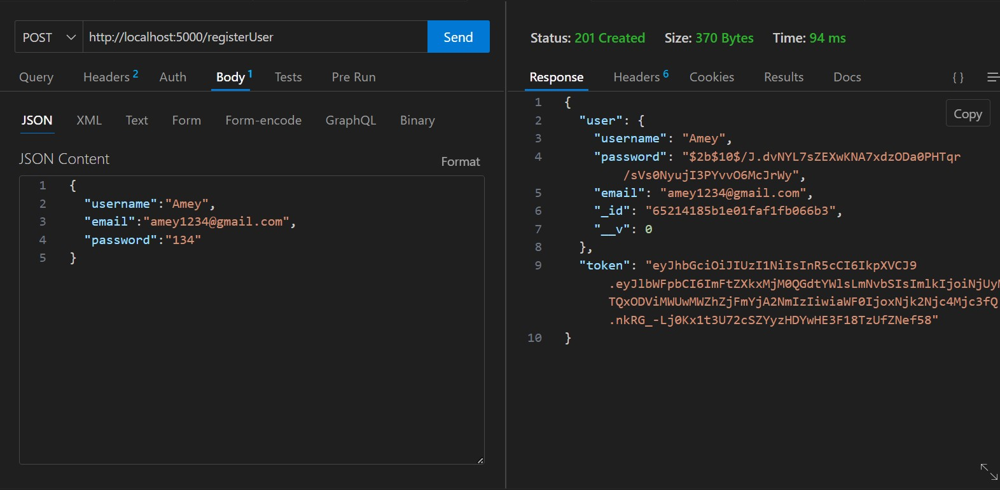 POST http://localhost:5000/registerUser Send
Query Headers 2 Auth Body 1 Tests Pre Run
JSON XML Text Form Form-encode GraphQL Binary
JSON Content Format
1 {
2 "username":"Amey",
3 "email":"amey1234@gmail.com",
4 "password":"134"
5 }
Status: 201 Created Size: 370 Bytes Time: 94 ms
Response Headers 6 Cookies Results Docs { }
Copy
1 {
2 "user": {
3 "username": "Amey",
4 "password": "$2b$10$/J.dvNYL7sZEXwKNA7xdzODa0PHTqr
/sVs0NyujI3PYvvO6McJrWy",
5 "email": "amey1234@gmail.com",
6 "_id": "65214185b1e01faf1fb066b3",
7 "__v": 0
8 },
9 "token": "eyJhbGciOiJIUzI1NiIsInR5cCI6IkpXVCJ9
.eyJlbWFpbCI6ImFtZXkxMjM0QGdtYWlsLmNvbSIsImlkIjoiNjUyM
TQxODViMWUwMWZhZjFmYjA2NmIzIiwiaWF0IjoxNjk2Njc4Mjc3fQ
.nkRG_-Lj0Kx1t3U72cSZYyzHDYwHE3F18TzUfZNef58"
10 }